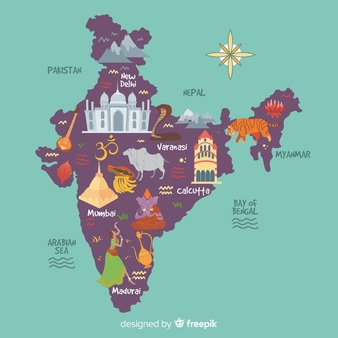 PAKISTAN
New
Delhi
NEPAL
Varanasi
ॐ
MYANMAR
Calcutta
Mumbai
BAY OF
BENGAL
ARABIAN
SEA
Madurai
designed by freepik